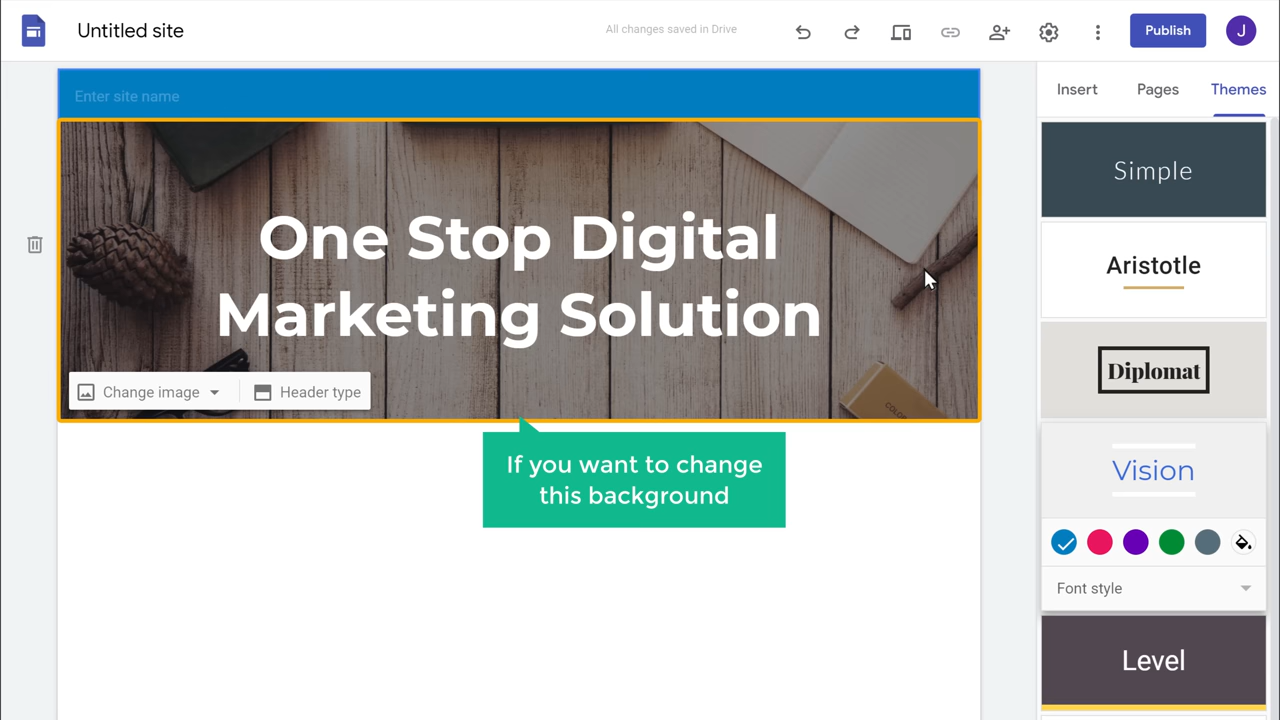 Untitled site
All changes saved in Drive
Publish
J
Insert
Pages
Themes
Enter site name
One Stop Digital
Marketing Solution
Change image
Header type
COLOR
If you want to change
this background
Simple
Aristotle
Diplomat
Vision
Font style
Level